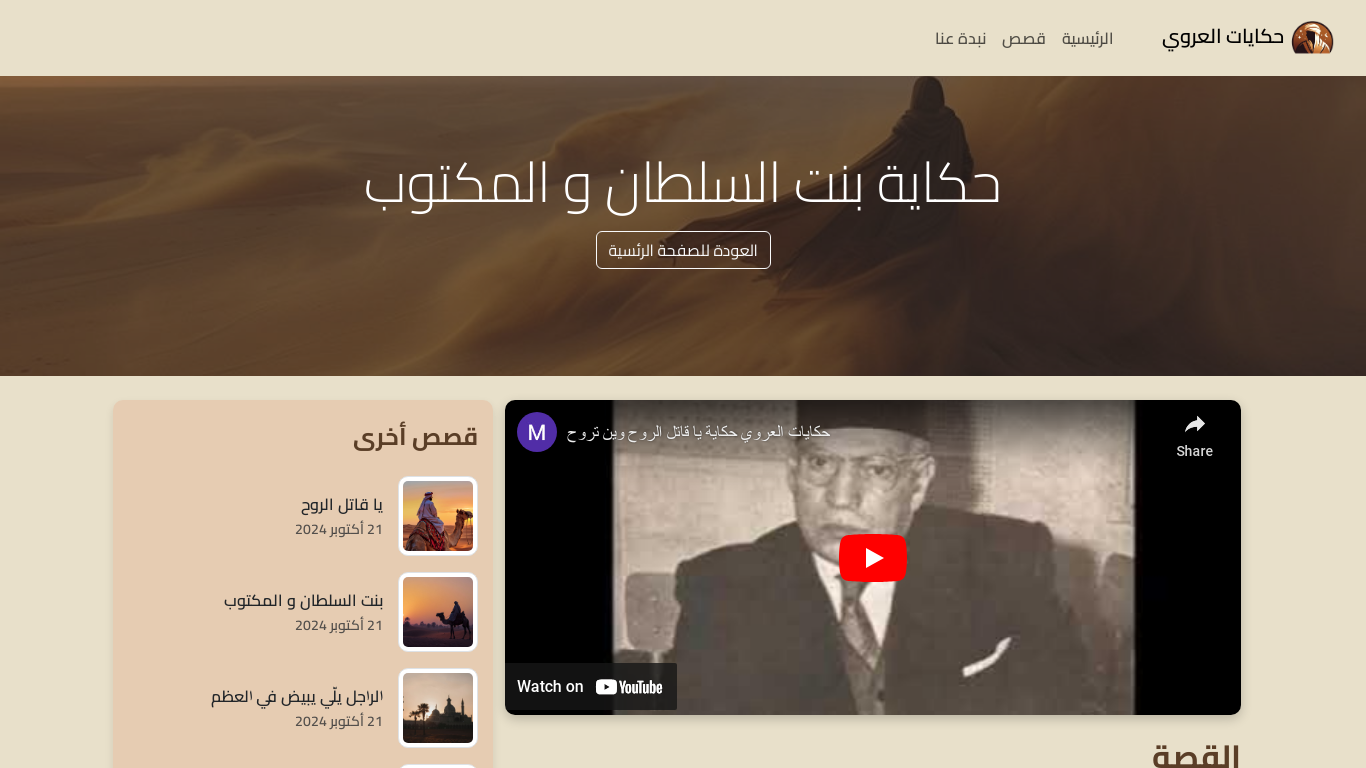 حكايات العروي
الرئيسية
قصص
نبدة عنا
حكاية بنت السلطان و المكتوب
العودة للصفحة الرئسية
M
حكايات العروي حكاية يا قاتل الروح وين تروح
Share
Watch on YouTube
القصة
قصص أخرى
يا قاتل الروح
21 أكتوبر 2024
بنت السلطان و المكتوب
21 أكتوبر 2024
الراجل يلّي يبيض في العظم
21 أكتوبر 2024